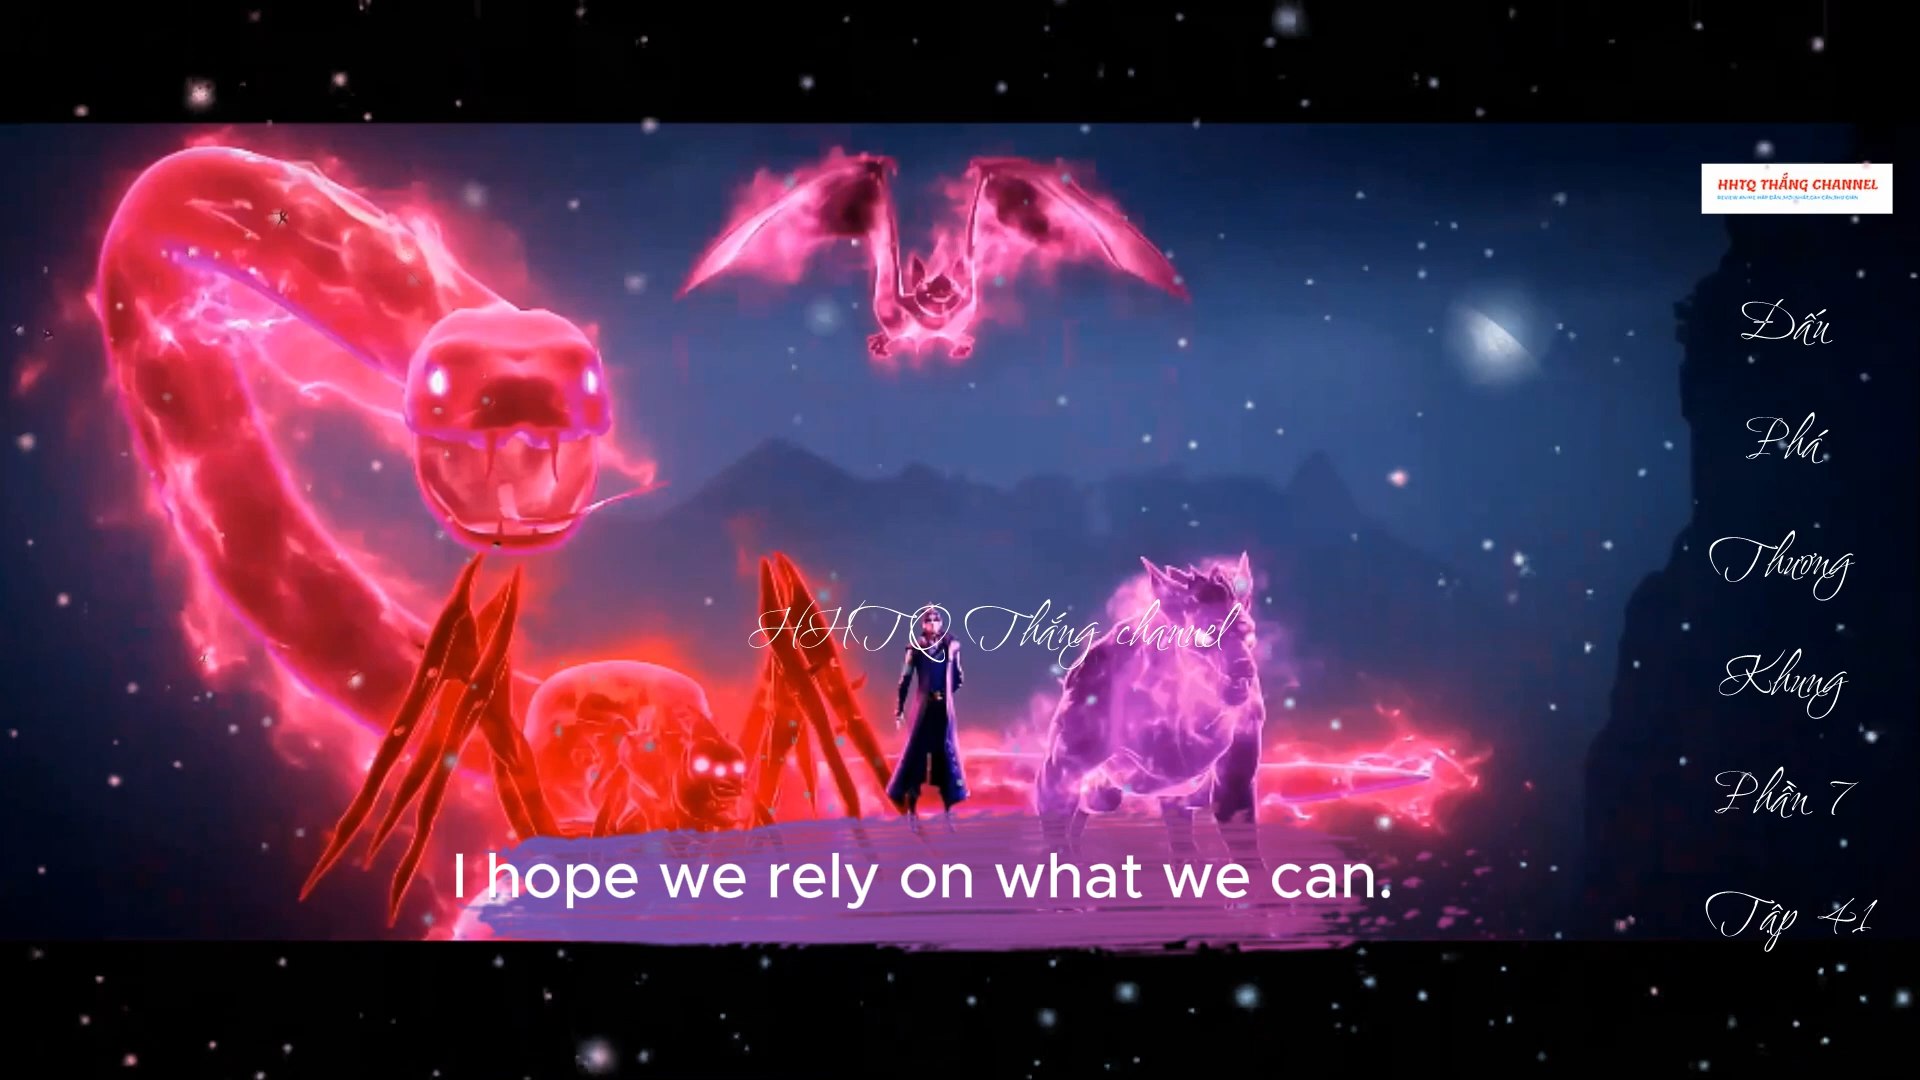 HHTQ THẮNG CHANNEL
Đấu
Phá
Thương
Khung
Phần 7
Tập 41
HHTQ Thắng channel
I hope we rely on what we can.